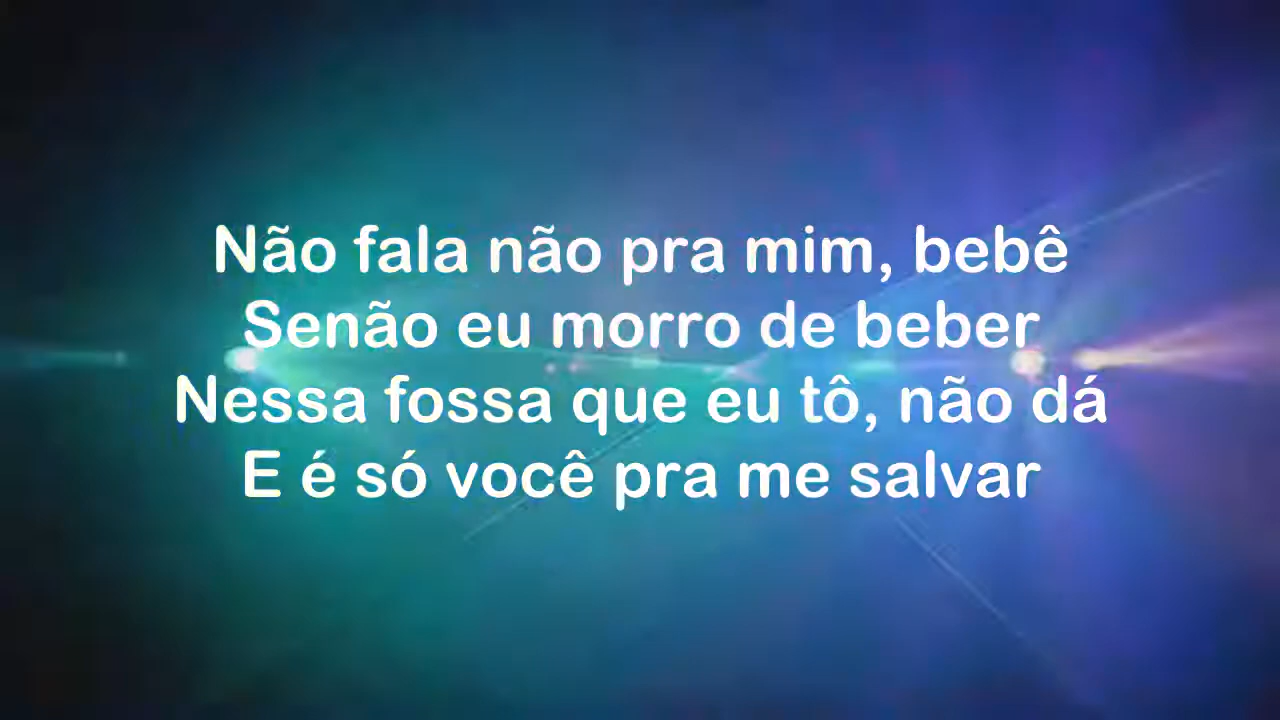 Não fala não pra mim, bebê
Senão eu morro de beber
Nessa fossa que eu tô, não dá
E é só você pra me salvar